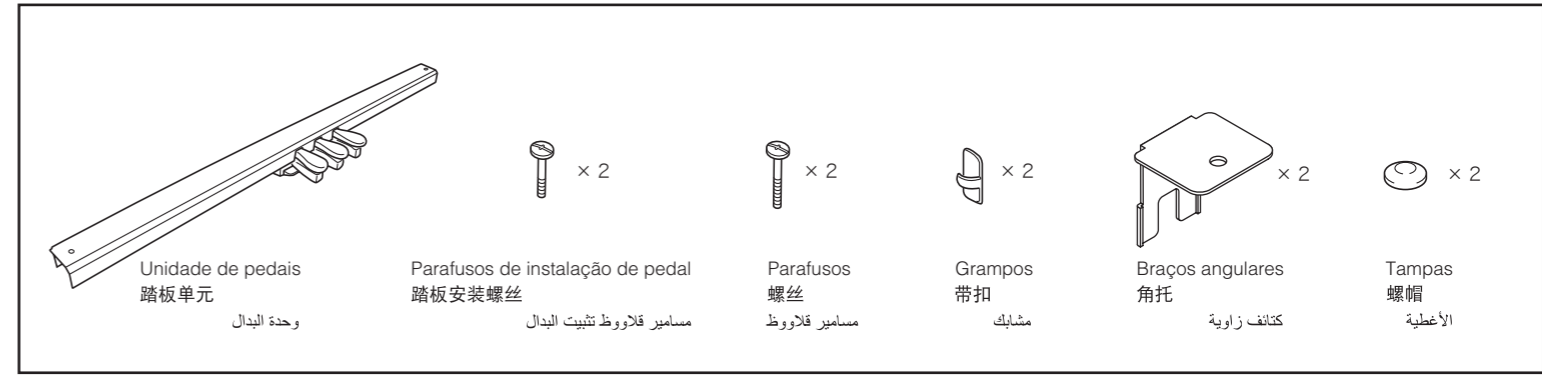 × 2
× 2
× 2
× 2
× 2
Unidade de pedais
踏板单元
وحدة البدال
Parafusos de instalação de pedal
踏板安装螺丝
مسامير قلاووظ تثبيت البدال
Parafusos
螺丝
مسامير قلاووظ
Grampos
带扣
مشابك
Braços angulares
角托
كتائف زاوية
Tampas
螺帽
الأغطية